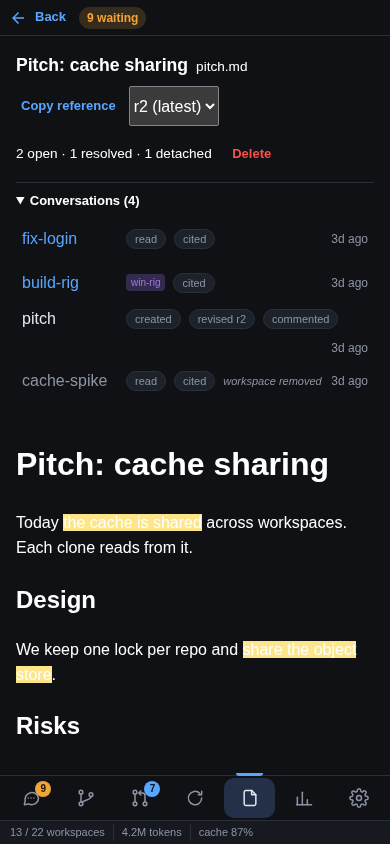 Back 9 waiting
Pitch: cache sharing pitch.md
Copy reference r2 (latest)
2 open · 1 resolved · 1 detached Delete
Conversations (4)
fix-login read cited 3d ago
build-rig win-rig cited 3d ago
pitch created revised r2 commented
3d ago
cache-spike read cited workspace removed 3d ago
Pitch: cache sharing
Today the cache is shared across workspaces.
Each clone reads from it.
Design
We keep one lock per repo and share the object
store.
Risks
9 7
13 / 22 workspaces 4.2M tokens cache 87%